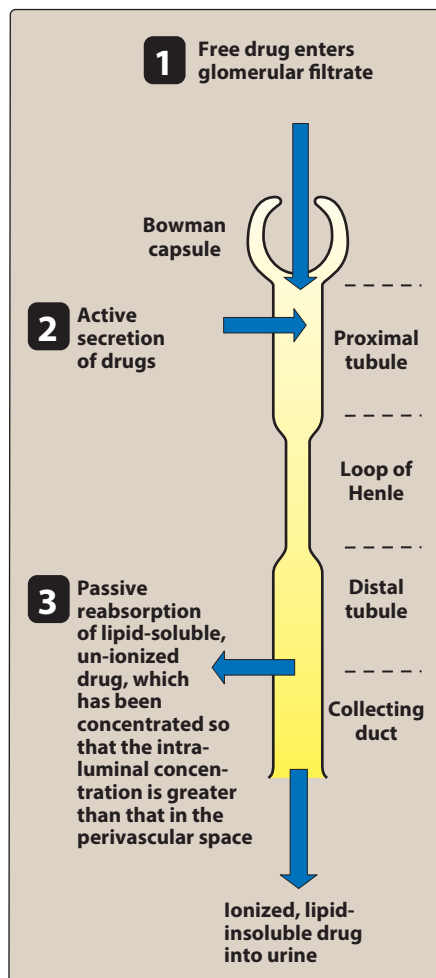 1
Free drug enters
glomerular filtrate
Bowman
capsule
2
Active
secretion
of drugs
Proximal
tubule
Loop of
Henle
3
Passive
reabsorption
of lipid-soluble,
un-ionized
drug, which
has been
concentrated so
that the intra-
luminal concen-
tration is greater
than that in the
perivascular space
Distal
tubule
Collecting
duct
Ionized, lipid-
insoluble drug
into urine